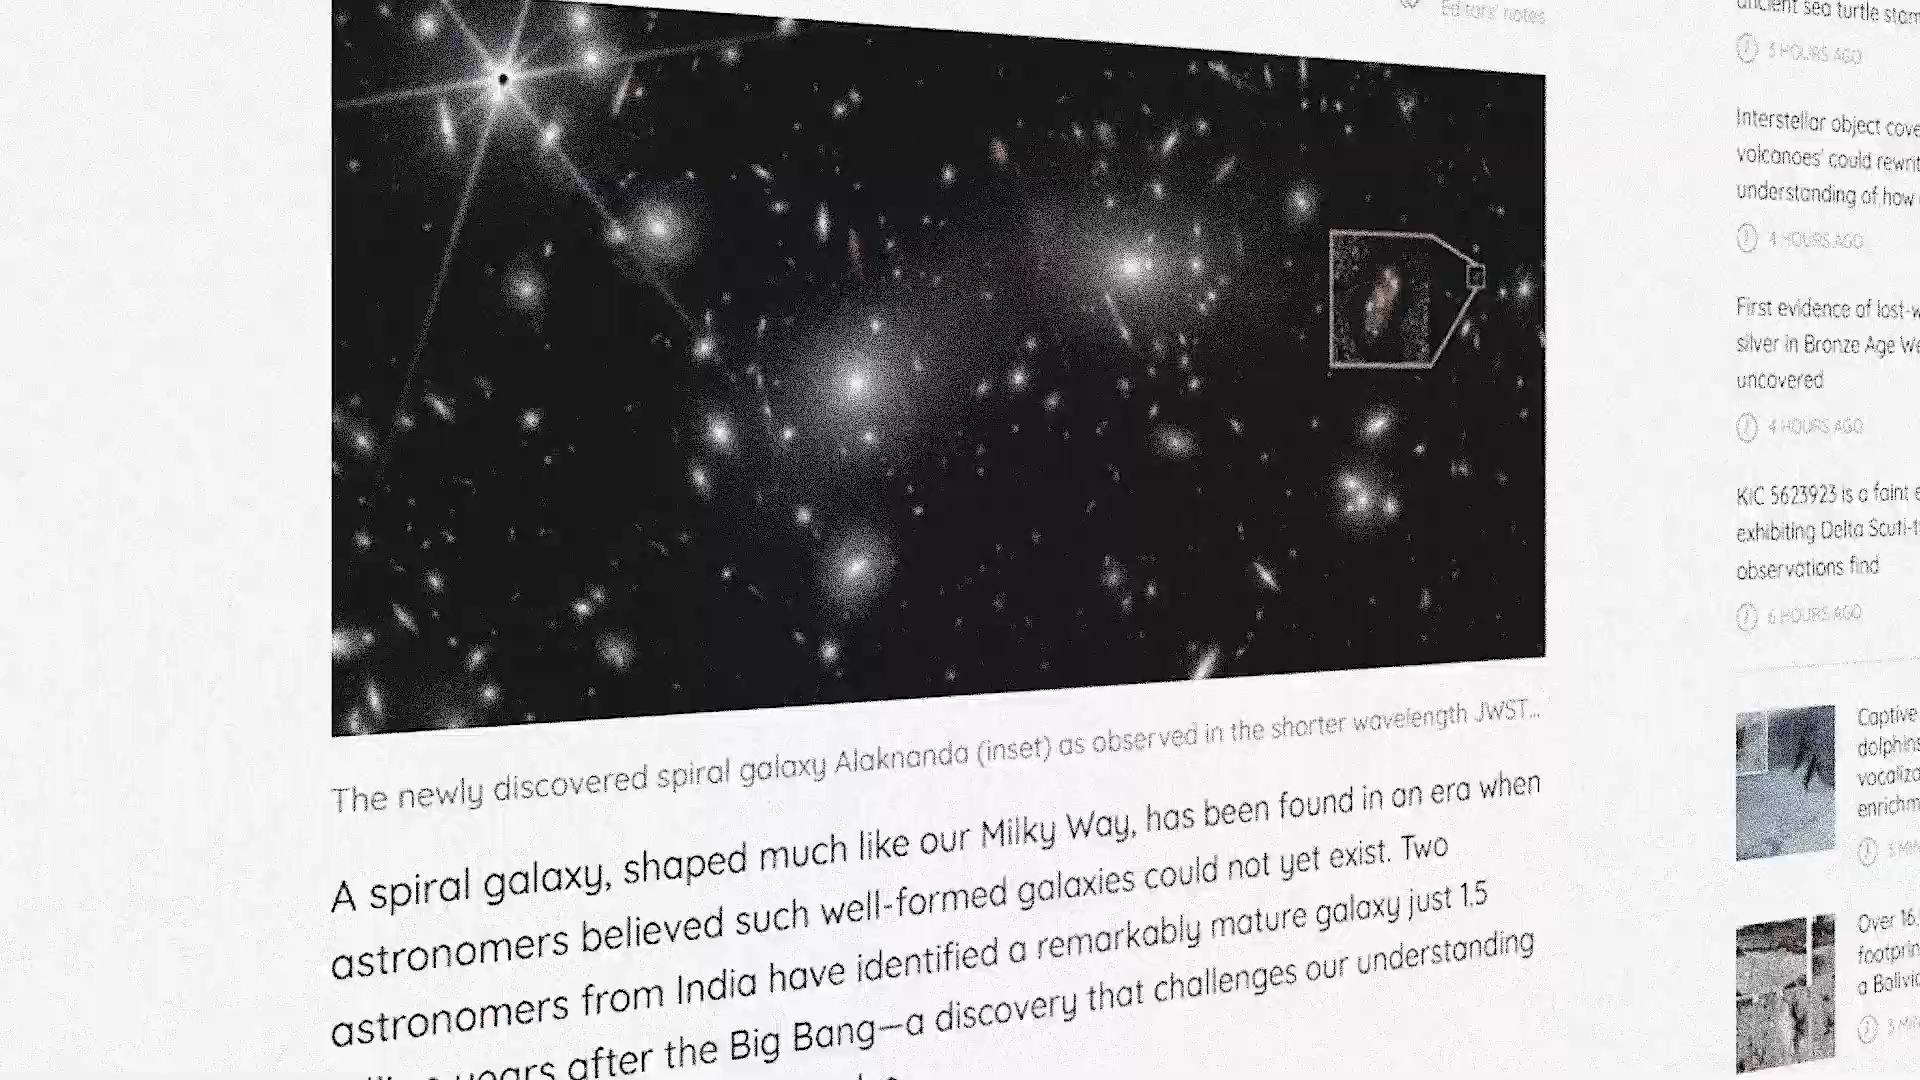 Editors' notes
The newly discovered spiral galaxy Alaknanda (inset) as observed in the shorter wavelength JWST...
A spiral galaxy, shaped much like our Milky Way, has been found in an era when
astronomers believed such well-formed galaxies could not yet exist. Two
astronomers from India have identified a remarkably mature galaxy just 1.5
years after the Big Bang—a discovery that challenges our understanding
ancient sea turtle
5 HOURS AGO
Interstellar object
volcanoes' could
understanding of how
4 HOURS AGO
First evidence of
silver in Bronze Age
uncovered
4 HOURS AGO
KIC 5623923 is a faint
exhibiting Delta
observations find
6 HOURS AGO
Captive
dolphins
Over
a